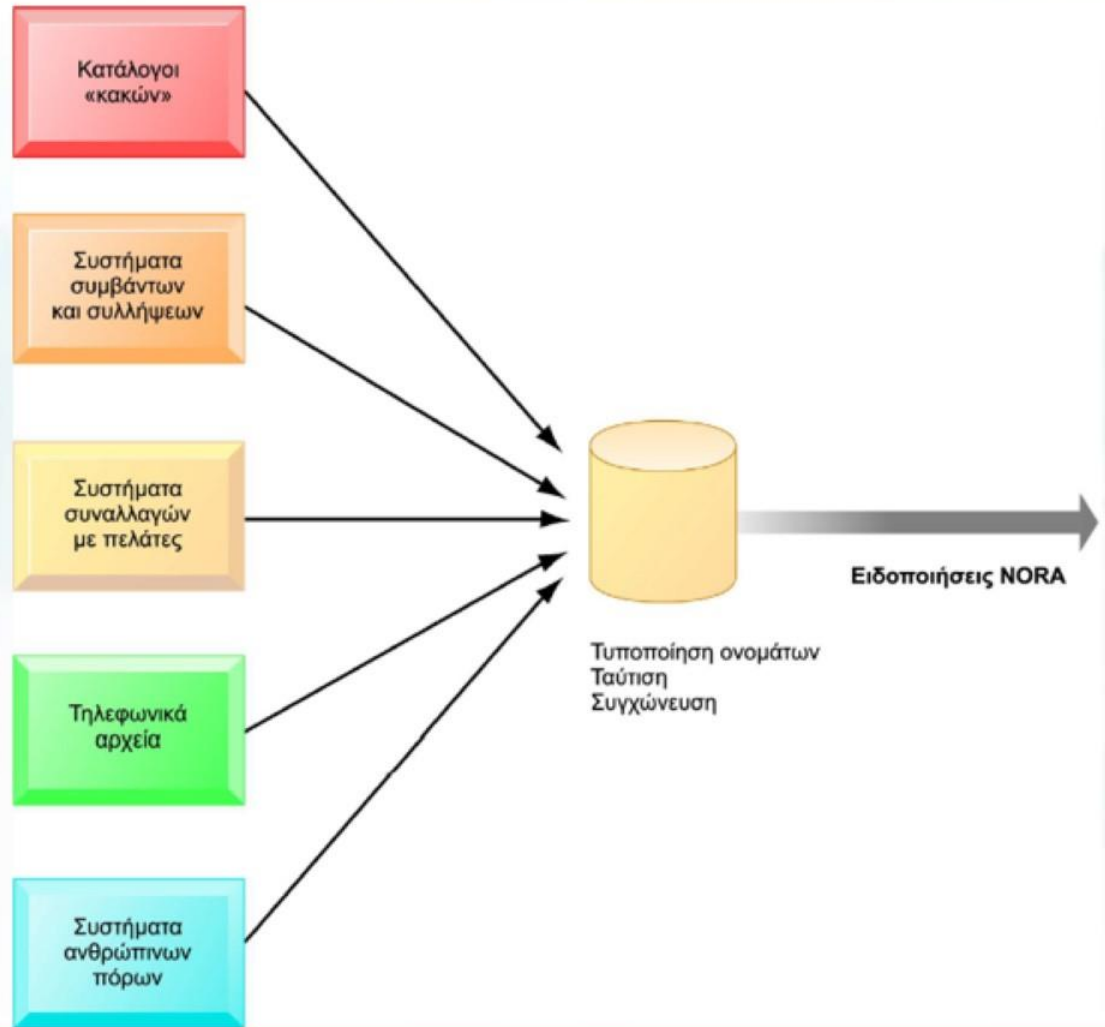 Κατάλογοι
«κακών»
Συστήματα
συμβάντων
και συλλήψεων
Συστήματα
συναλλαγών
με πελάτες
Τηλεφωνικά
αρχεία
Συστήματα
ανθρώπινων
πόρων
Τυποποίηση ονομάτων
Ταύτιση
Συγχώνευση
Ειδοποιήσεις NORA